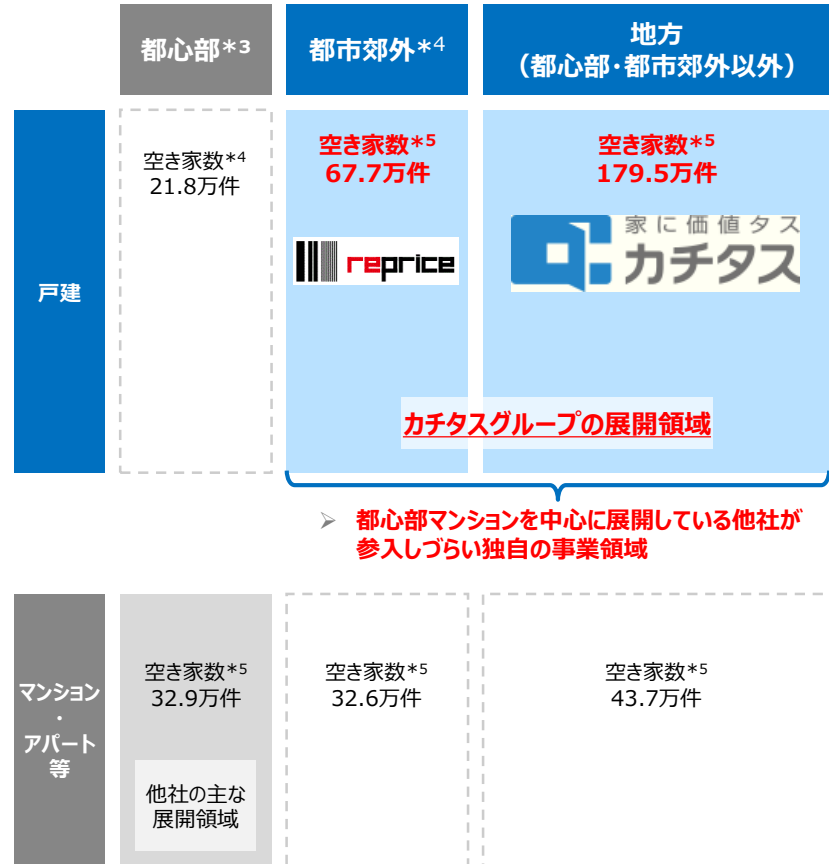 都心部*3
都市郊外*4
地方
（都心部･都市郊外以外）
戸建
空き家数*4
21.8万件
空き家数*5
67.7万件
reprice
空き家数*5
179.5万件
家に価値タス
カチタス
カチタスグループの展開領域
➢ 都心部マンションを中心に展開している他社が
参入しづらい独自の事業領域
マンション
・
アパート
等
空き家数*5
32.9万件
他社の主な
展開領域
空き家数*5
32.6万件
空き家数*5
43.7万件